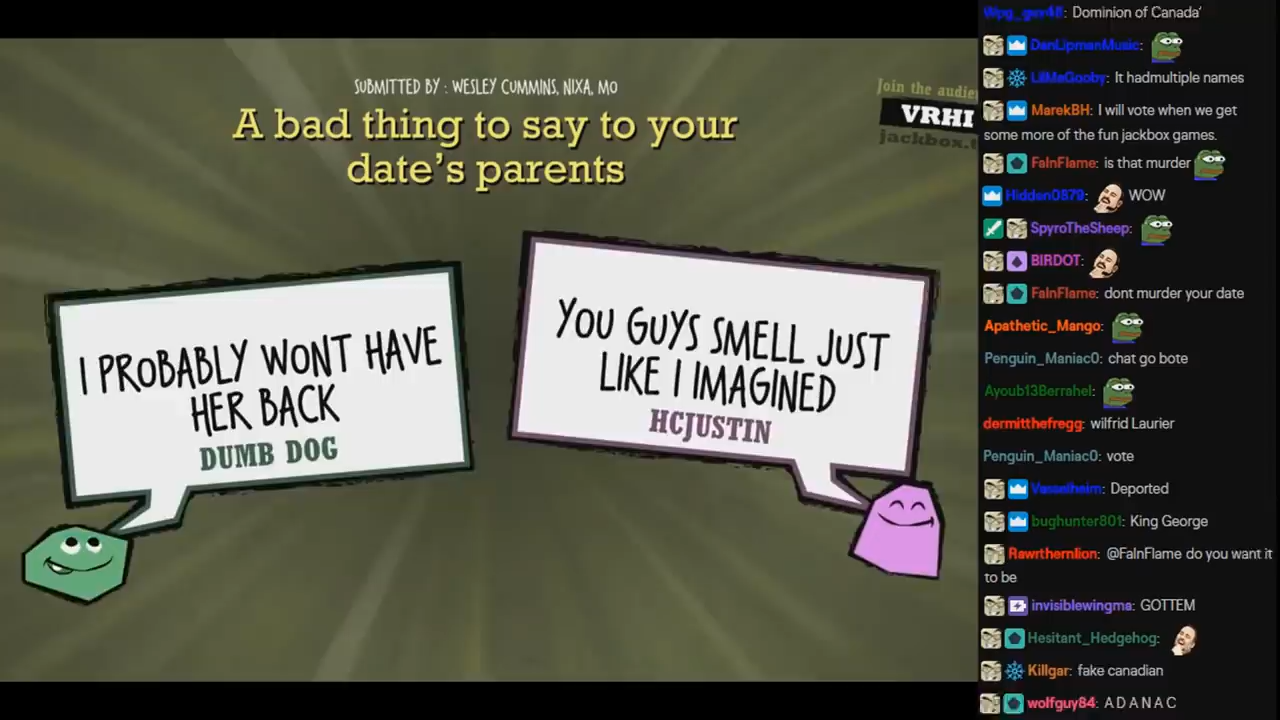 SUBMITTED BY : WESLEY CUMMINS, NIXA, MO
A bad thing to say to your
date's parents
Join the audie
VRHI
jackbox.t
I PROBABLY WONT HAVE
HER BACK
DUMB DOG
YOU GUYS SMELL JUST
LIKE I IMAGINED
HCJUSTIN
Dominion of Canada'
DanLipmanMusic:
LilMaGooby: It hadmultiple names
MarekBH: I will vote when we get
some more of the fun jackbox games.
FalnFlame: is that murder
Hidden0879: WOW
SpyroTheSheep:
BIRDOT:
FalnFlame: dont murder your date
Apathetic_Mango:
Penguin_Maniac0: chat go bote
Ayoub13Berrahel:
dermitthefregg: wilfrid Laurier
Penguin_Maniac0: vote
Vasselheim: Deported
bughunter801: King George
Rawrthernlion: @FalnFlame do you want it
to be
invisiblewingma: GOTTEM
Hesitant_Hedgehog:
Killgar: fake canadian
wolfguy84: A D A N A C